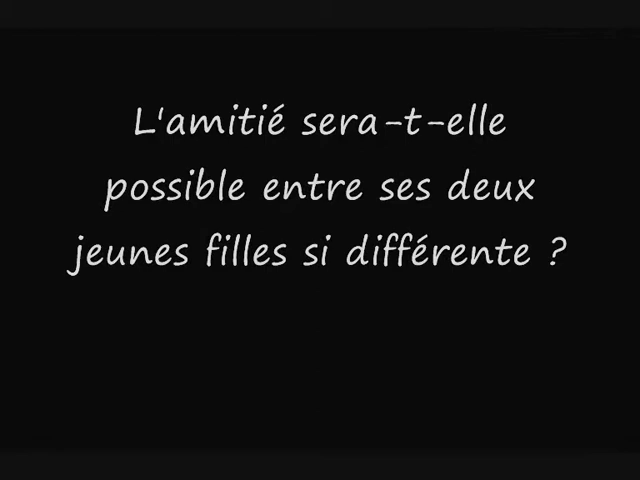 L'amitié sera-t-elle
possible entre ses deux
jeunes filles si différente ?